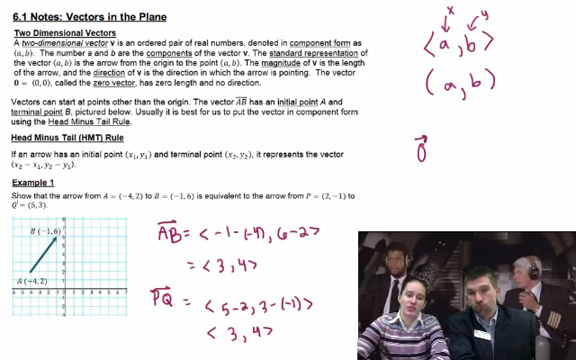 6.1 Notes: Vectors in the Plane
Two Dimensional Vectors
A two-dimensional vector v is an ordered pair of real numbers, denoted in component form as
⟨a, b⟩. The number a and b are the components of the vector v. The standard representation of
the vector ⟨a, b⟩ is the arrow from the origin to the point (a, b). The magnitude of v is the length
of the arrow, and the direction of v is the direction in which the arrow is pointing. The vector
0 = ⟨0, 0⟩, called the zero vector, has zero length and no direction.
Vectors can start at points other than the origin. The vector AB has an initial point A and
terminal point B, pictured below. Usually it is best for us to put the vector in component form
using the Head Minus Tail Rule.
Head Minus Tail (HMT) Rule
If an arrow has an initial point (x₁, y₁) and terminal point (x₂, y₂), it represents the vector
⟨x₂ − x₁, y₂ − y₁⟩.
Example 1
Show that the arrow from A = (−4, 2) to B = (−1, 6) is equivalent to the arrow from P = (2, −1) to
Q = (5, 3).
B (−1, 6)
A (−4, 2)
AB = < -1-(-4), 6-2>
= < 3, 4>
PQ = < 5-2, 3-(-1)>
< 3, 4>
x y
< a, b>
( a, b)
0